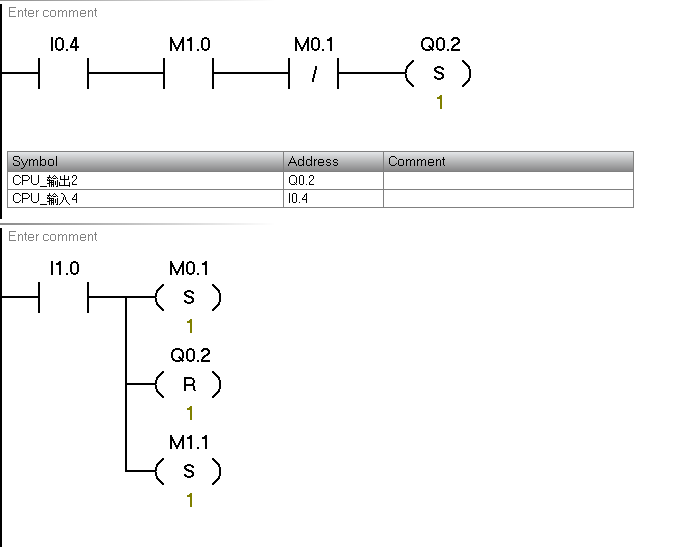 Enter comment
I0.4 M1.0 M0.1 Q0.2
/ S
1
Symbol Address Comment
CPU_输出2 Q0.2
CPU_输入4 I0.4
Enter comment
I1.0 M0.1
S
1
Q0.2
R
1
M1.1
S
1